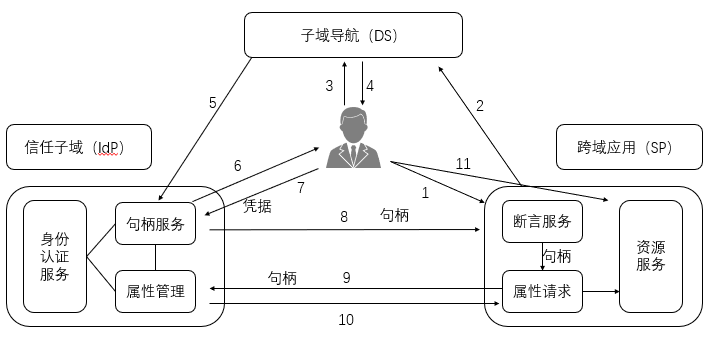 子域导航（DS）
3
4
5
2
信任子域（IdP）
跨域应用（SP）
6
11
7
1
凭据
身份
认证
服务
句柄服务
8
句柄
断言服务
资源
服务
句柄
属性管理
句柄
9
属性请求
10